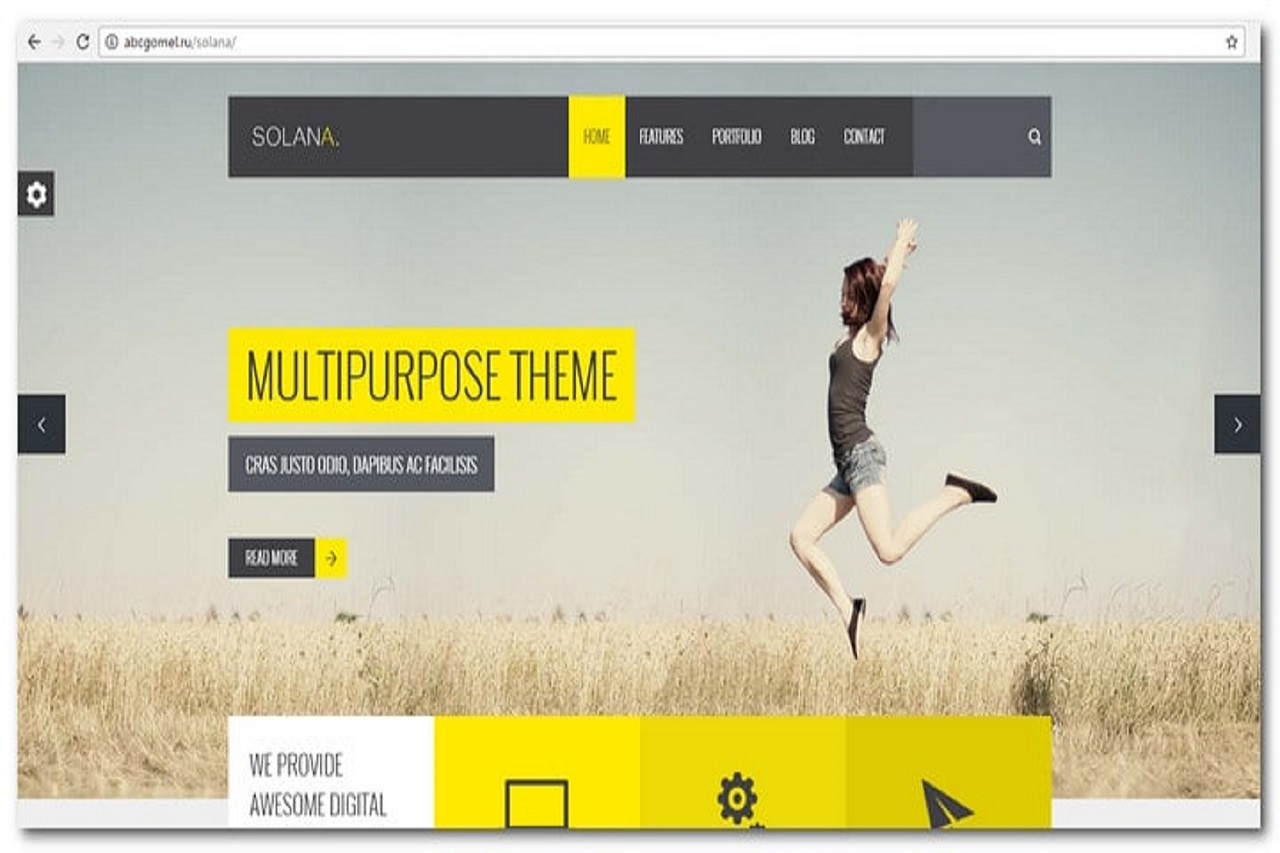 abcgomel.ru/solana/
SOLANA.
HOME FEATURES PORTFOLIO BLOG CONTACT
MULTIPURPOSE THEME
CRAS JUSTO ODIO, DAPIBUS AC FACILISIS
READ MORE
WE PROVIDE
AWESOME DIGITAL